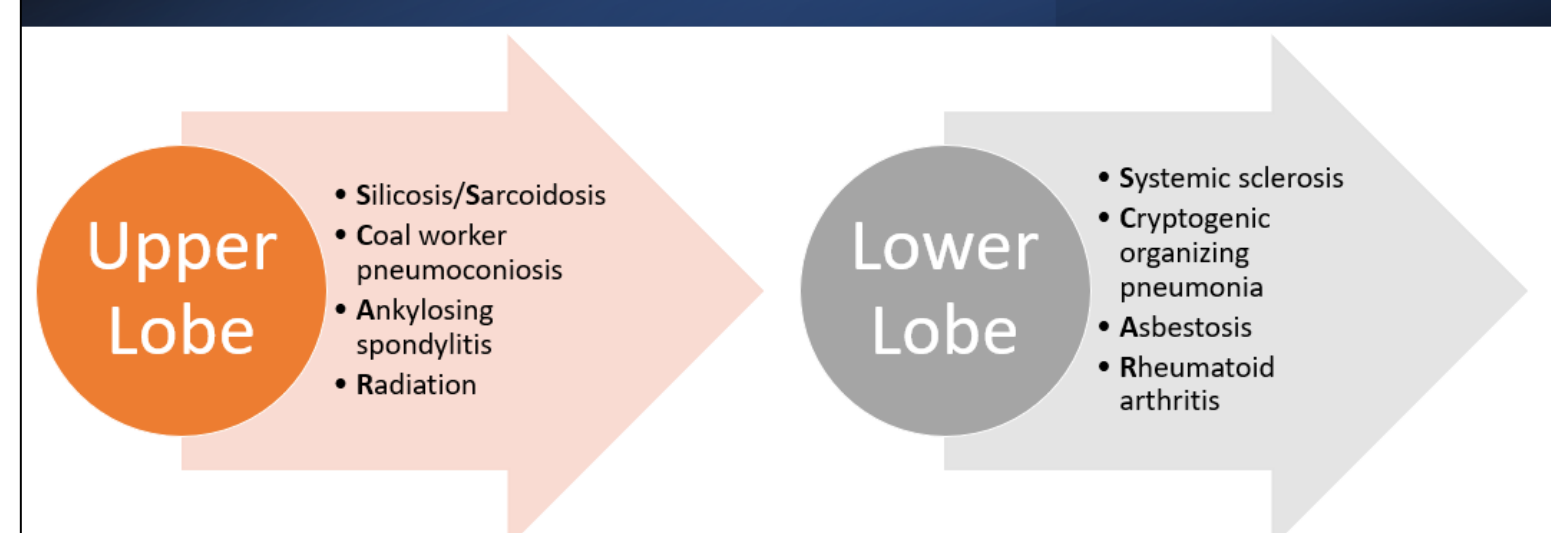 Upper
Lobe
• Silicosis/Sarcoidosis
• Coal worker
pneumoconiosis
• Ankylosing
spondylitis
• Radiation
Lower
Lobe
• Systemic sclerosis
• Cryptogenic
organizing
pneumonia
• Asbestosis
• Rheumatoid
arthritis